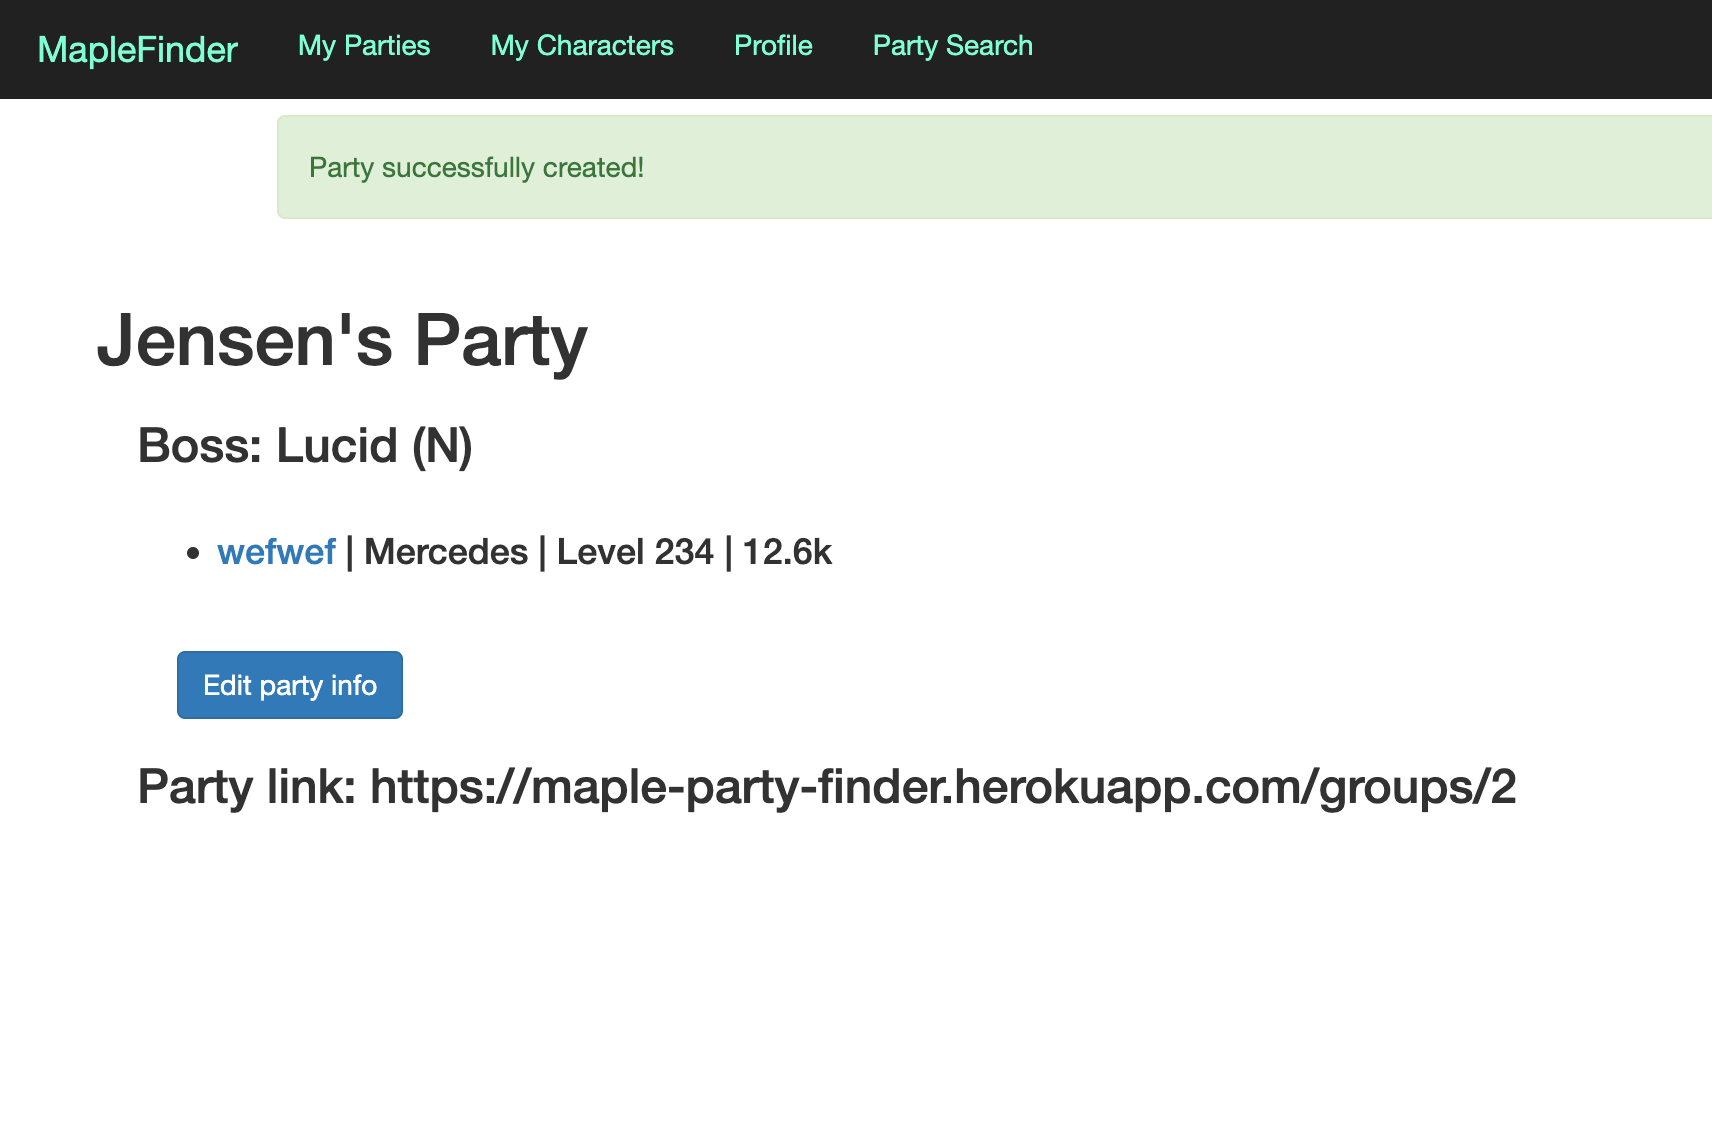 MapleFinder My Parties My Characters Profile Party Search
Party successfully created!
Jensen's Party
Boss: Lucid (N)
• wefwef | Mercedes | Level 234 | 12.6k
Edit party info
Party link: https://maple-party-finder.herokuapp.com/groups/2